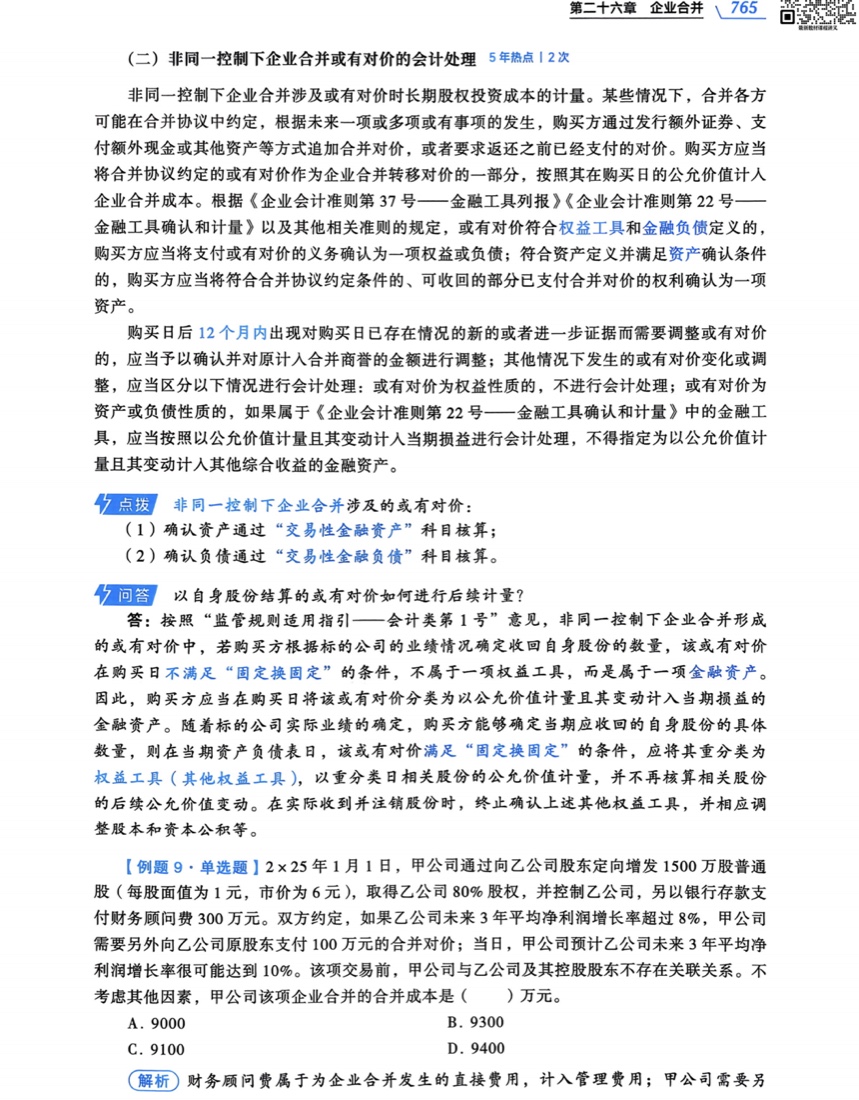 第二十六章 企业合并 765
（二）非同一控制下企业合并或有对价的会计处理 5年热点丨2次
非同一控制下企业合并涉及或有对价时长期股权投资成本的计量。某些情况下，合并各方
可能在合并协议中约定，根据未来一项或多项或有事项的发生，购买方通过发行额外证券、支
付额外现金或其他资产等方式追加合并对价，或者要求返还之前已经支付的对价。购买方应当
将合并协议约定的或有对价作为企业合并转移对价的一部分，按照其在购买日的公允价值计入
企业合并成本。根据《企业会计准则第 37 号——金融工具列报》《企业会计准则第 22 号——
金融工具确认和计量》以及其他相关准则的规定，或有对价符合权益工具和金融负债定义的，
购买方应当将支付或有对价的义务确认为一项权益或负债；符合资产定义并满足资产确认条件
的，购买方应当将符合合并协议约定条件的、可收回的部分已支付合并对价的权利确认为一项
资产。
购买日后 12 个月内出现对购买日已存在情况的新的或者进一步证据而需要调整或有对价
的，应当予以确认并对原计入合并商誉的金额进行调整；其他情况下发生的或有对价变化或调
整，应当区分以下情况进行会计处理：或有对价为权益性质的，不进行会计处理；或有对价为
资产或负债性质的，如果属于《企业会计准则第 22 号——金融工具确认和计量》中的金融工
具，应当按照以公允价值计量且其变动计入当期损益进行会计处理，不得指定为以公允价值计
量且其变动计入其他综合收益的金融资产。
点拨 非同一控制下企业合并涉及的或有对价：
（1）确认资产通过“交易性金融资产”科目核算；
（2）确认负债通过“交易性金融负债”科目核算。
问答 以自身股份结算的或有对价如何进行后续计量？
答：按照“监管规则适用指引——会计类第 1 号”意见，非同一控制下企业合并形成
的或有对价中，若购买方根据标的公司的业绩情况确定收回自身股份的数量，该或有对价
在购买日不满足“固定换固定”的条件，不属于一项权益工具，而是属于一项金融资产。
因此，购买方应当在购买日将该或有对价分类为以公允价值计量且其变动计入当期损益的
金融资产。随着标的公司实际业绩的确定，购买方能够确定当期应收回的自身股份的具体
数量，则在当期资产负债表日，该或有对价满足“固定换固定”的条件，应将其重分类为
权益工具（其他权益工具），以重分类日相关股份的公允价值计量，并不再核算相关股份
的后续公允价值变动。在实际收到并注销股份时，终止确认上述其他权益工具，并相应调
整股本和资本公积等。
【例题 9·单选题】2×25 年 1 月 1 日，甲公司通过向乙公司股东定向增发 1500 万股普通
股（每股面值为 1 元，市价为 6 元），取得乙公司 80% 股权，并控制乙公司，另以银行存款支
付财务顾问费 300 万元。双方约定，如果乙公司未来 3 年平均净利润增长率超过 8%，甲公司
需要另外向乙公司原股东支付 100 万元的合并对价；当日，甲公司预计乙公司未来 3 年平均净
利润增长率很可能达到 10%。该项交易前，甲公司与乙公司及其控股股东不存在关联关系。不
考虑其他因素，甲公司该项企业合并的合并成本是（　　）万元。
A. 9000 B. 9300
C. 9100 D. 9400
解析 财务顾问费属于为企业合并发生的直接费用，计入管理费用；甲公司需要另